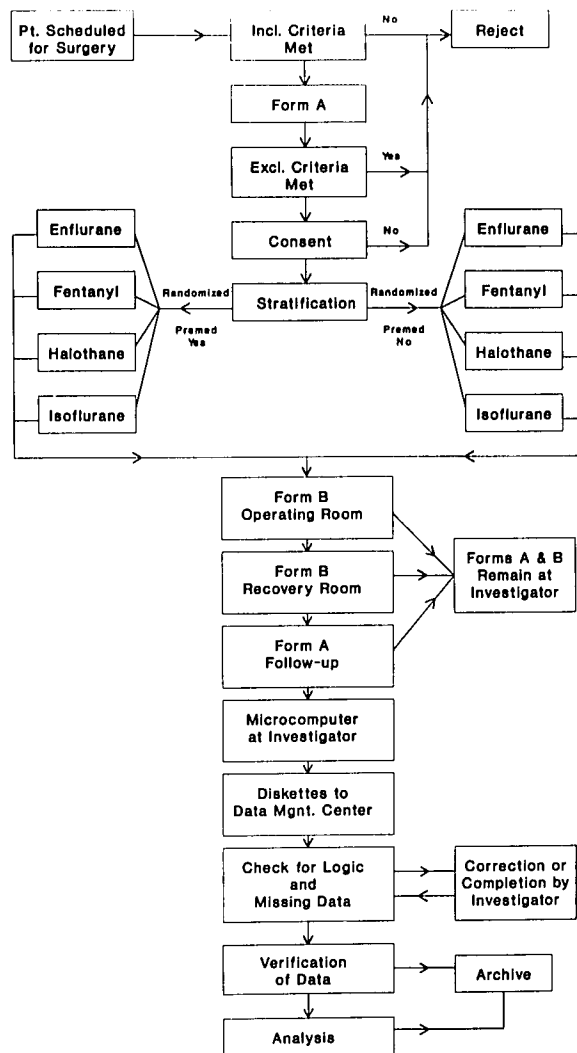 Pt. Scheduled
for Surgery
Incl. Criteria
Met
No
Reject
Form A
Excl. Criteria
Met
Yes
Consent
No
Enflurane
Fentanyl
Halothane
Isoflurane
Randomized
Premed
Yes
Stratification
Randomized
Premed
No
Enflurane
Fentanyl
Halothane
Isoflurane
Form B
Operating Room
Form B
Recovery Room
Forms A & B
Remain at
Investigator
Form A
Follow-up
Microcomputer
at Investigator
Diskettes to
Data Mgnt. Center
Check for Logic
and
Missing Data
Correction or
Completion by
Investigator
Verification
of Data
Archive
Analysis